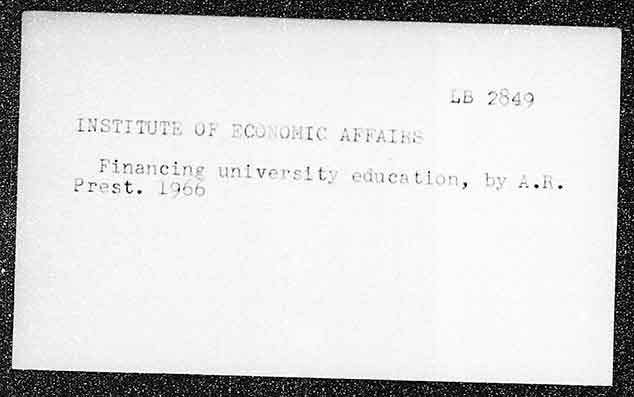 LB 2849
INSTITUTE OF ECONOMIC AFFAIRS
Financing university education, by A.R.
Prest. 1966